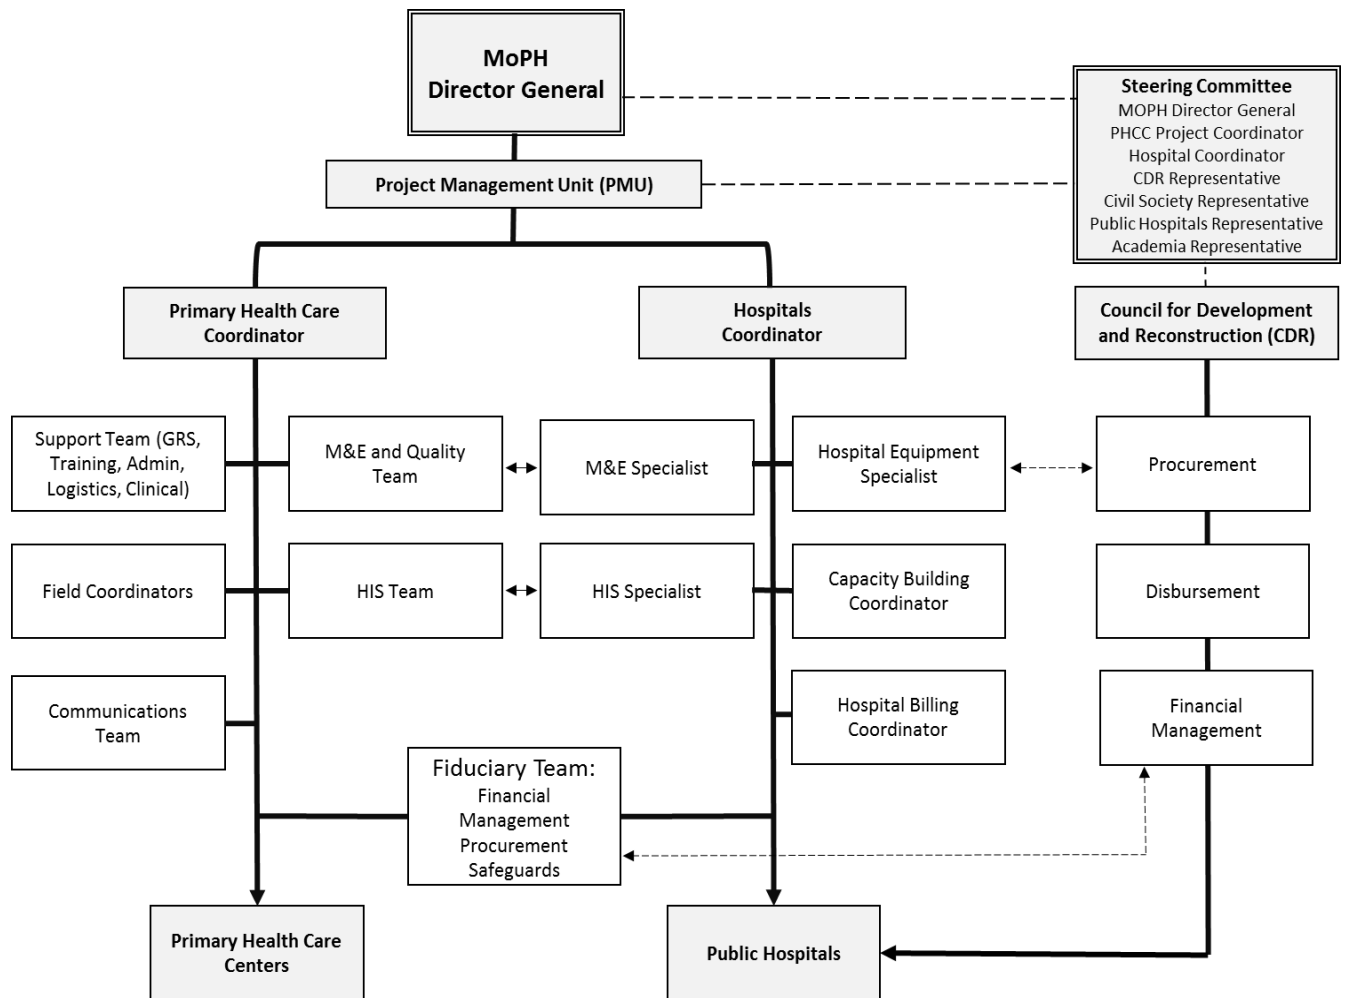 MoPH
Director General
Steering Committee
MOPH Director General
PHCC Project Coordinator
Hospital Coordinator
CDR Representative
Civil Society Representative
Public Hospitals Representative
Academia Representative
Project Management Unit (PMU)
Primary Health Care
Coordinator
Hospitals
Coordinator
Council for Development
and Reconstruction (CDR)
Support Team (GRS,
Training, Admin,
Logistics, Clinical)
M&E and Quality
Team
M&E Specialist
Hospital Equipment
Specialist
Procurement
Field Coordinators
HIS Team
HIS Specialist
Capacity Building
Coordinator
Disbursement
Communications
Team
Hospital Billing
Coordinator
Financial
Management
Fiduciary Team:
Financial
Management
Procurement
Safeguards
Primary Health Care
Centers
Public Hospitals